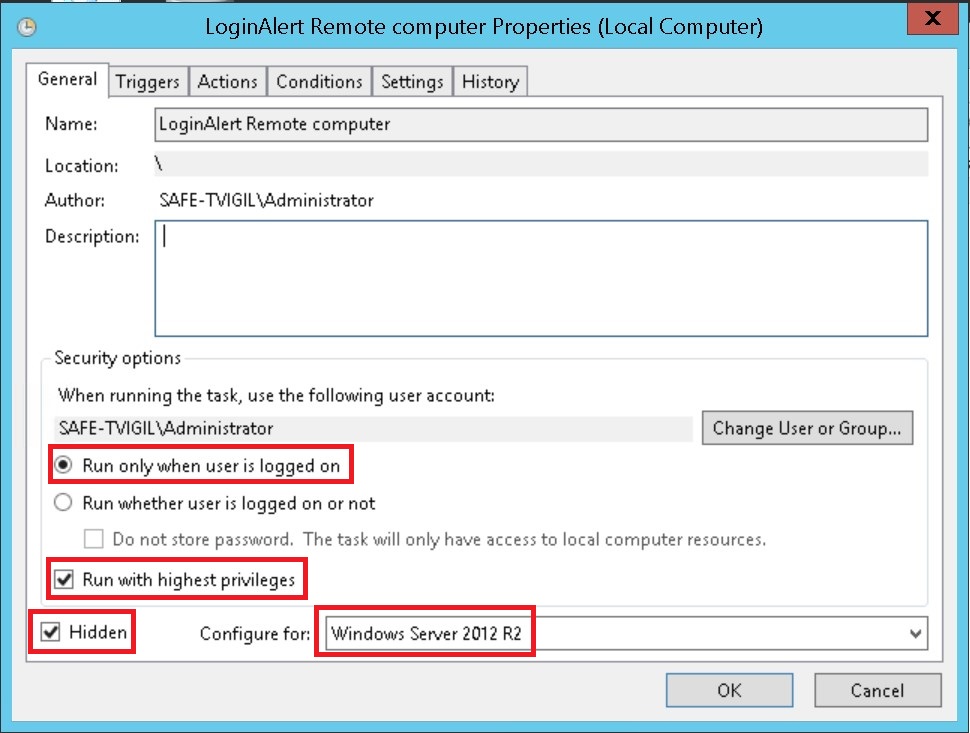 LoginAlert Remote computer Properties (Local Computer)
General Triggers Actions Conditions Settings History
Name: LoginAlert Remote computer
Location: \
Author: SAFE-TVIGIL\Administrator
Description:
Security options
When running the task, use the following user account:
SAFE-TVIGIL\Administrator Change User or Group...
Run only when user is logged on
Run whether user is logged on or not
Do not store password. The task will only have access to local computer resources.
Run with highest privileges
Hidden Configure for: Windows Server 2012 R2
OK Cancel